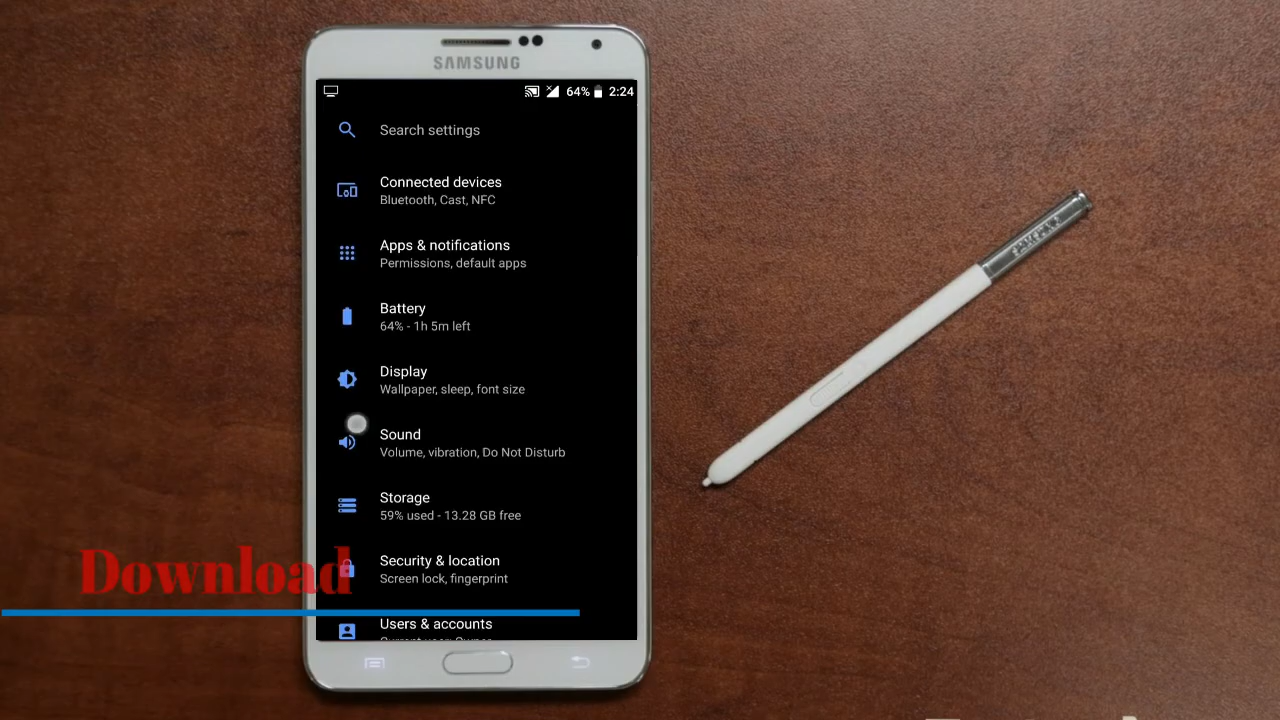 SAMSUNG
64% 2:24
Search settings
Connected devices
Bluetooth, Cast, NFC
Apps & notifications
Permissions, default apps
Battery
64% - 1h 5m left
Display
Wallpaper, sleep, font size
Sound
Volume, vibration, Do Not Disturb
Storage
59% used - 13.28 GB free
Security & location
Screen lock, fingerprint
Users & accounts
Download